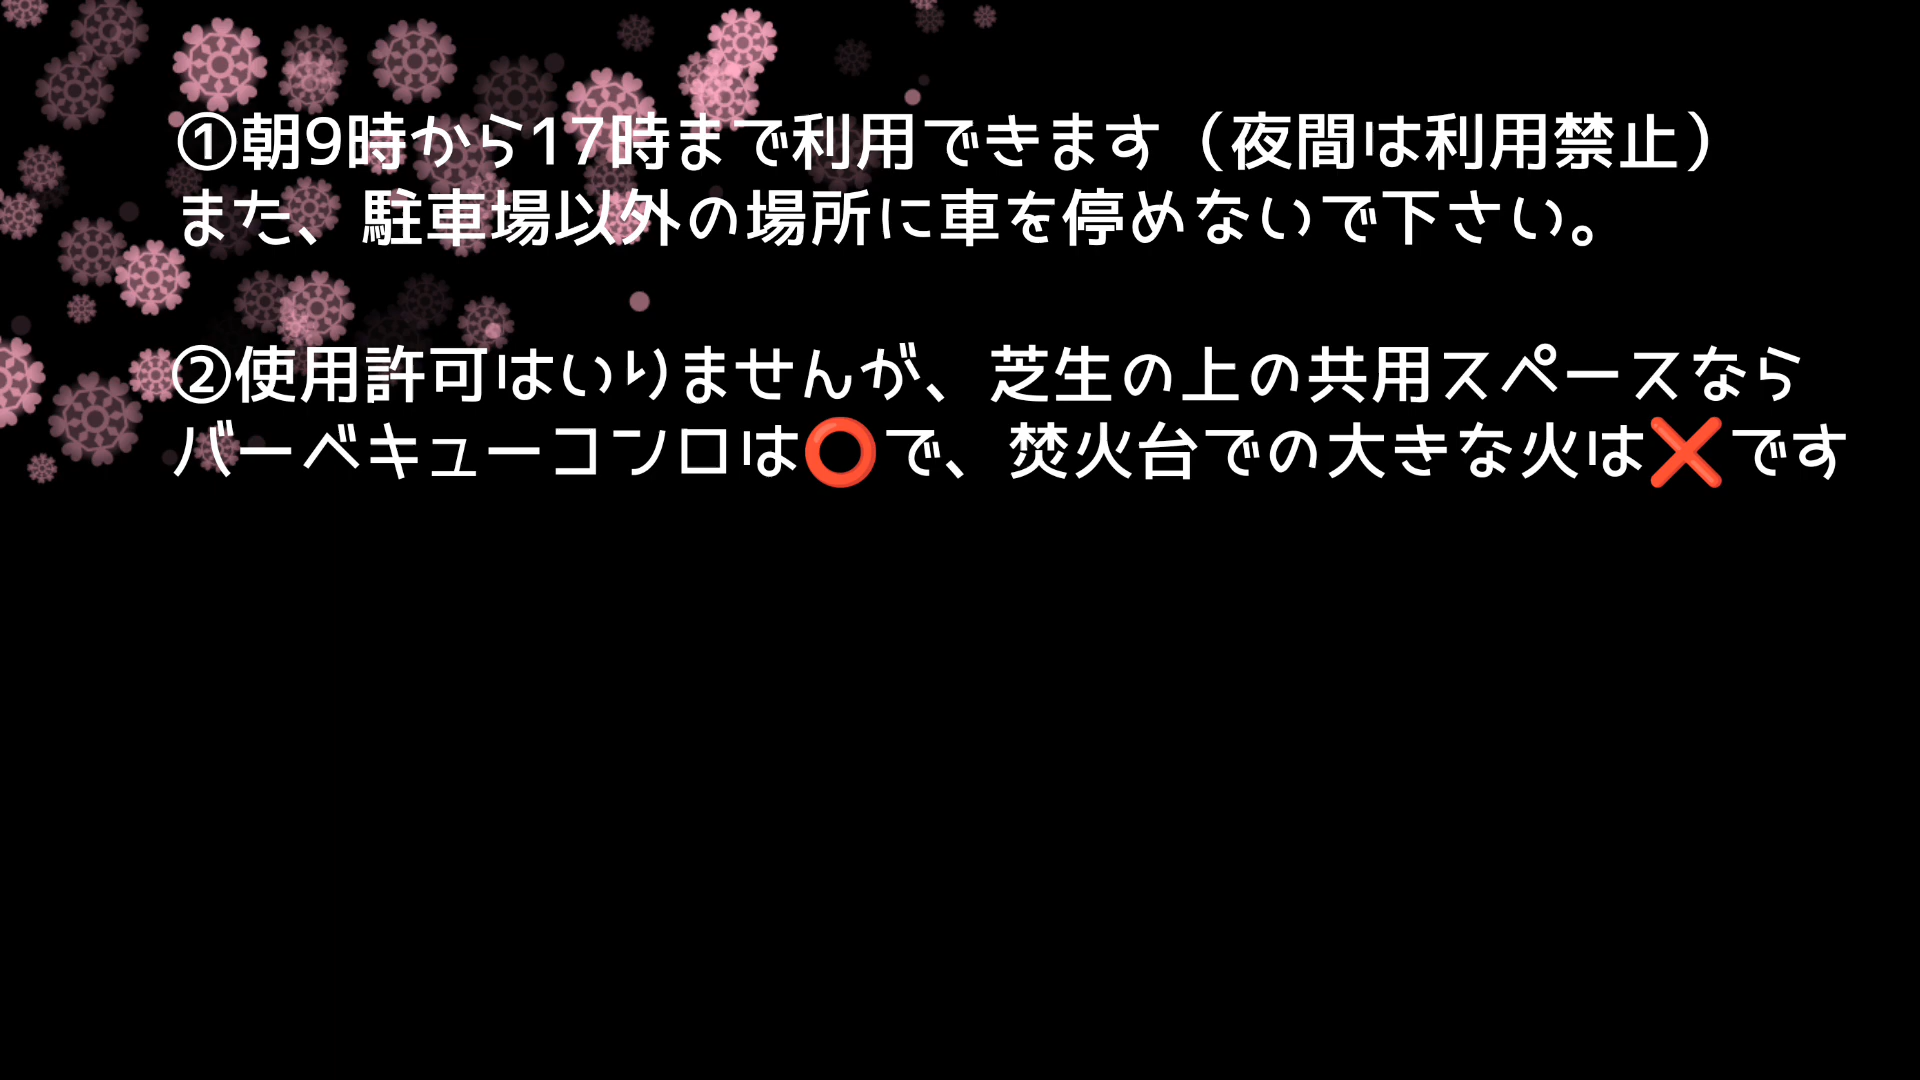 ①朝9時から17時まで利用できます（夜間は利用禁止）
また、駐車場以外の場所に車を停めないで下さい。
②使用許可はいりませんが、芝生の上の共用スペースなら
バーベキューコンロは⭕で、焚火台での大きな火は❌です